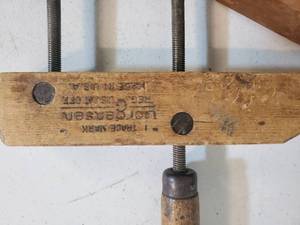 TRADE MARK
Jorgensen
REG. U.S. PAT. OFF.
MADE IN U.S.A.